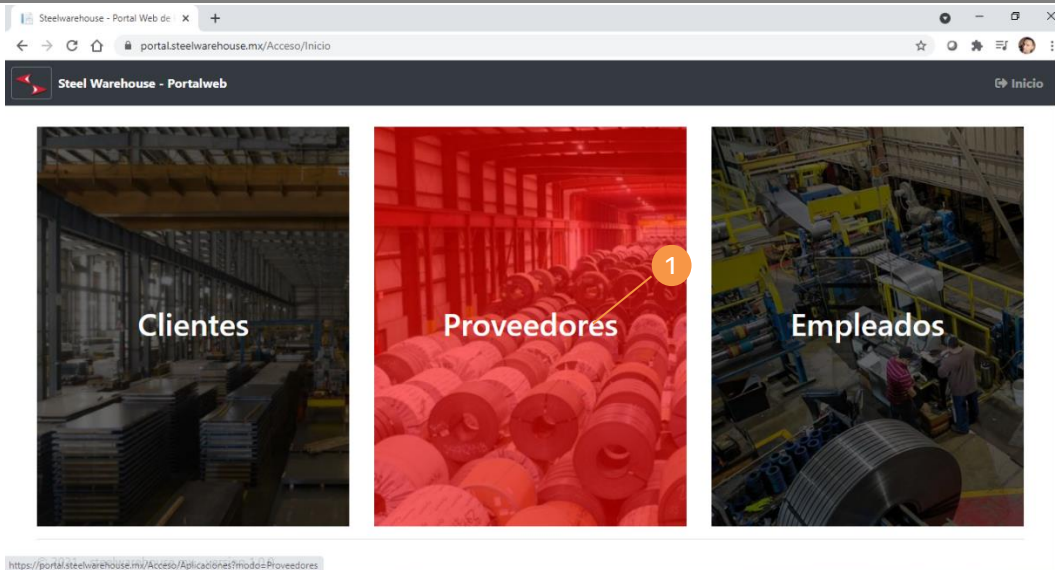 Steelwarehouse - Portal Web de
portal.steelwarehouse.mx/Acceso/Inicio
Steel Warehouse - Portalweb
Inicio
Clientes
Proveedores
1
Empleados
https://portal.steelwarehouse.mx/Acceso/Aplicaciones?modo=Proveedores